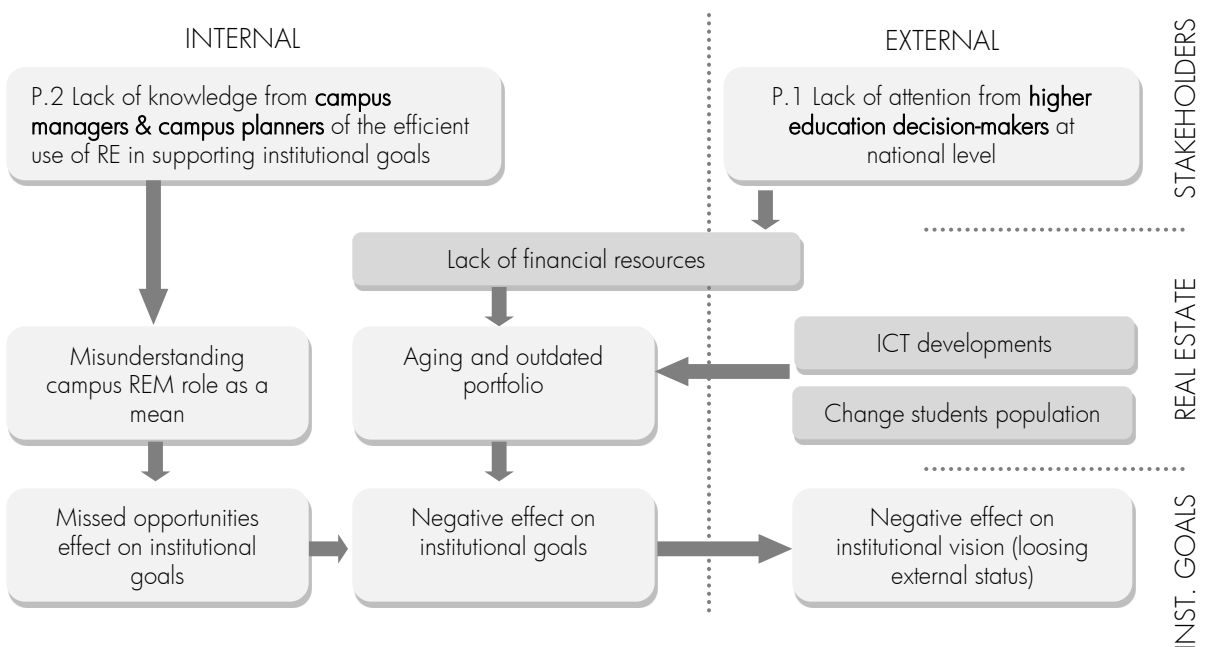 INTERNAL
EXTERNAL
STAKEHOLDERS
P.2 Lack of knowledge from campus
managers & campus planners of the efficient
use of RE in supporting institutional goals
P.1 Lack of attention from higher
education decision-makers at
national level
Lack of financial resources
REAL ESTATE
Misunderstanding
campus REM role as a
mean
Aging and outdated
portfolio
ICT developments
Change students population
INST. GOALS
Missed opportunities
effect on institutional
goals
Negative effect on
institutional goals
Negative effect on
institutional vision (loosing
external status)